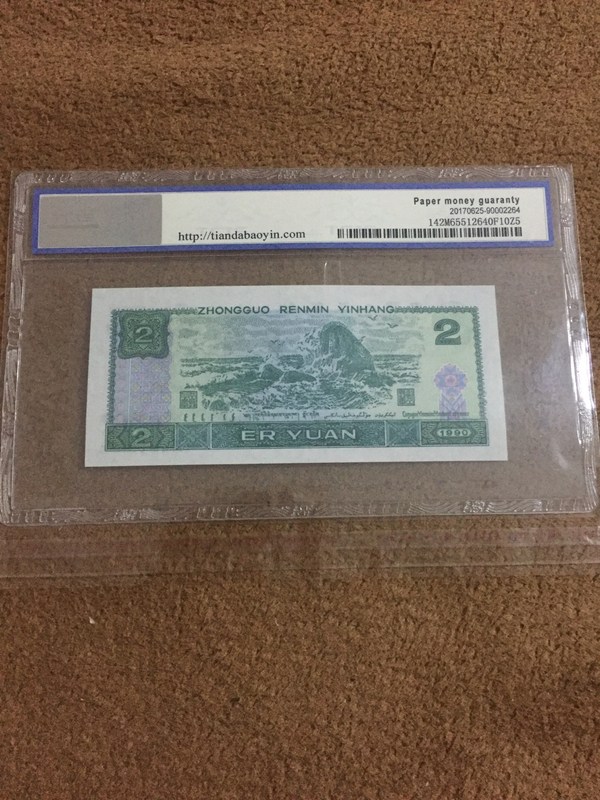 Paper money guaranty
20170625-90002264
142M65512640F10Z5
http://tiandabaoyin.com
ZHONGGUO RENMIN YINHANG
2
2
2
ER YUAN
1990